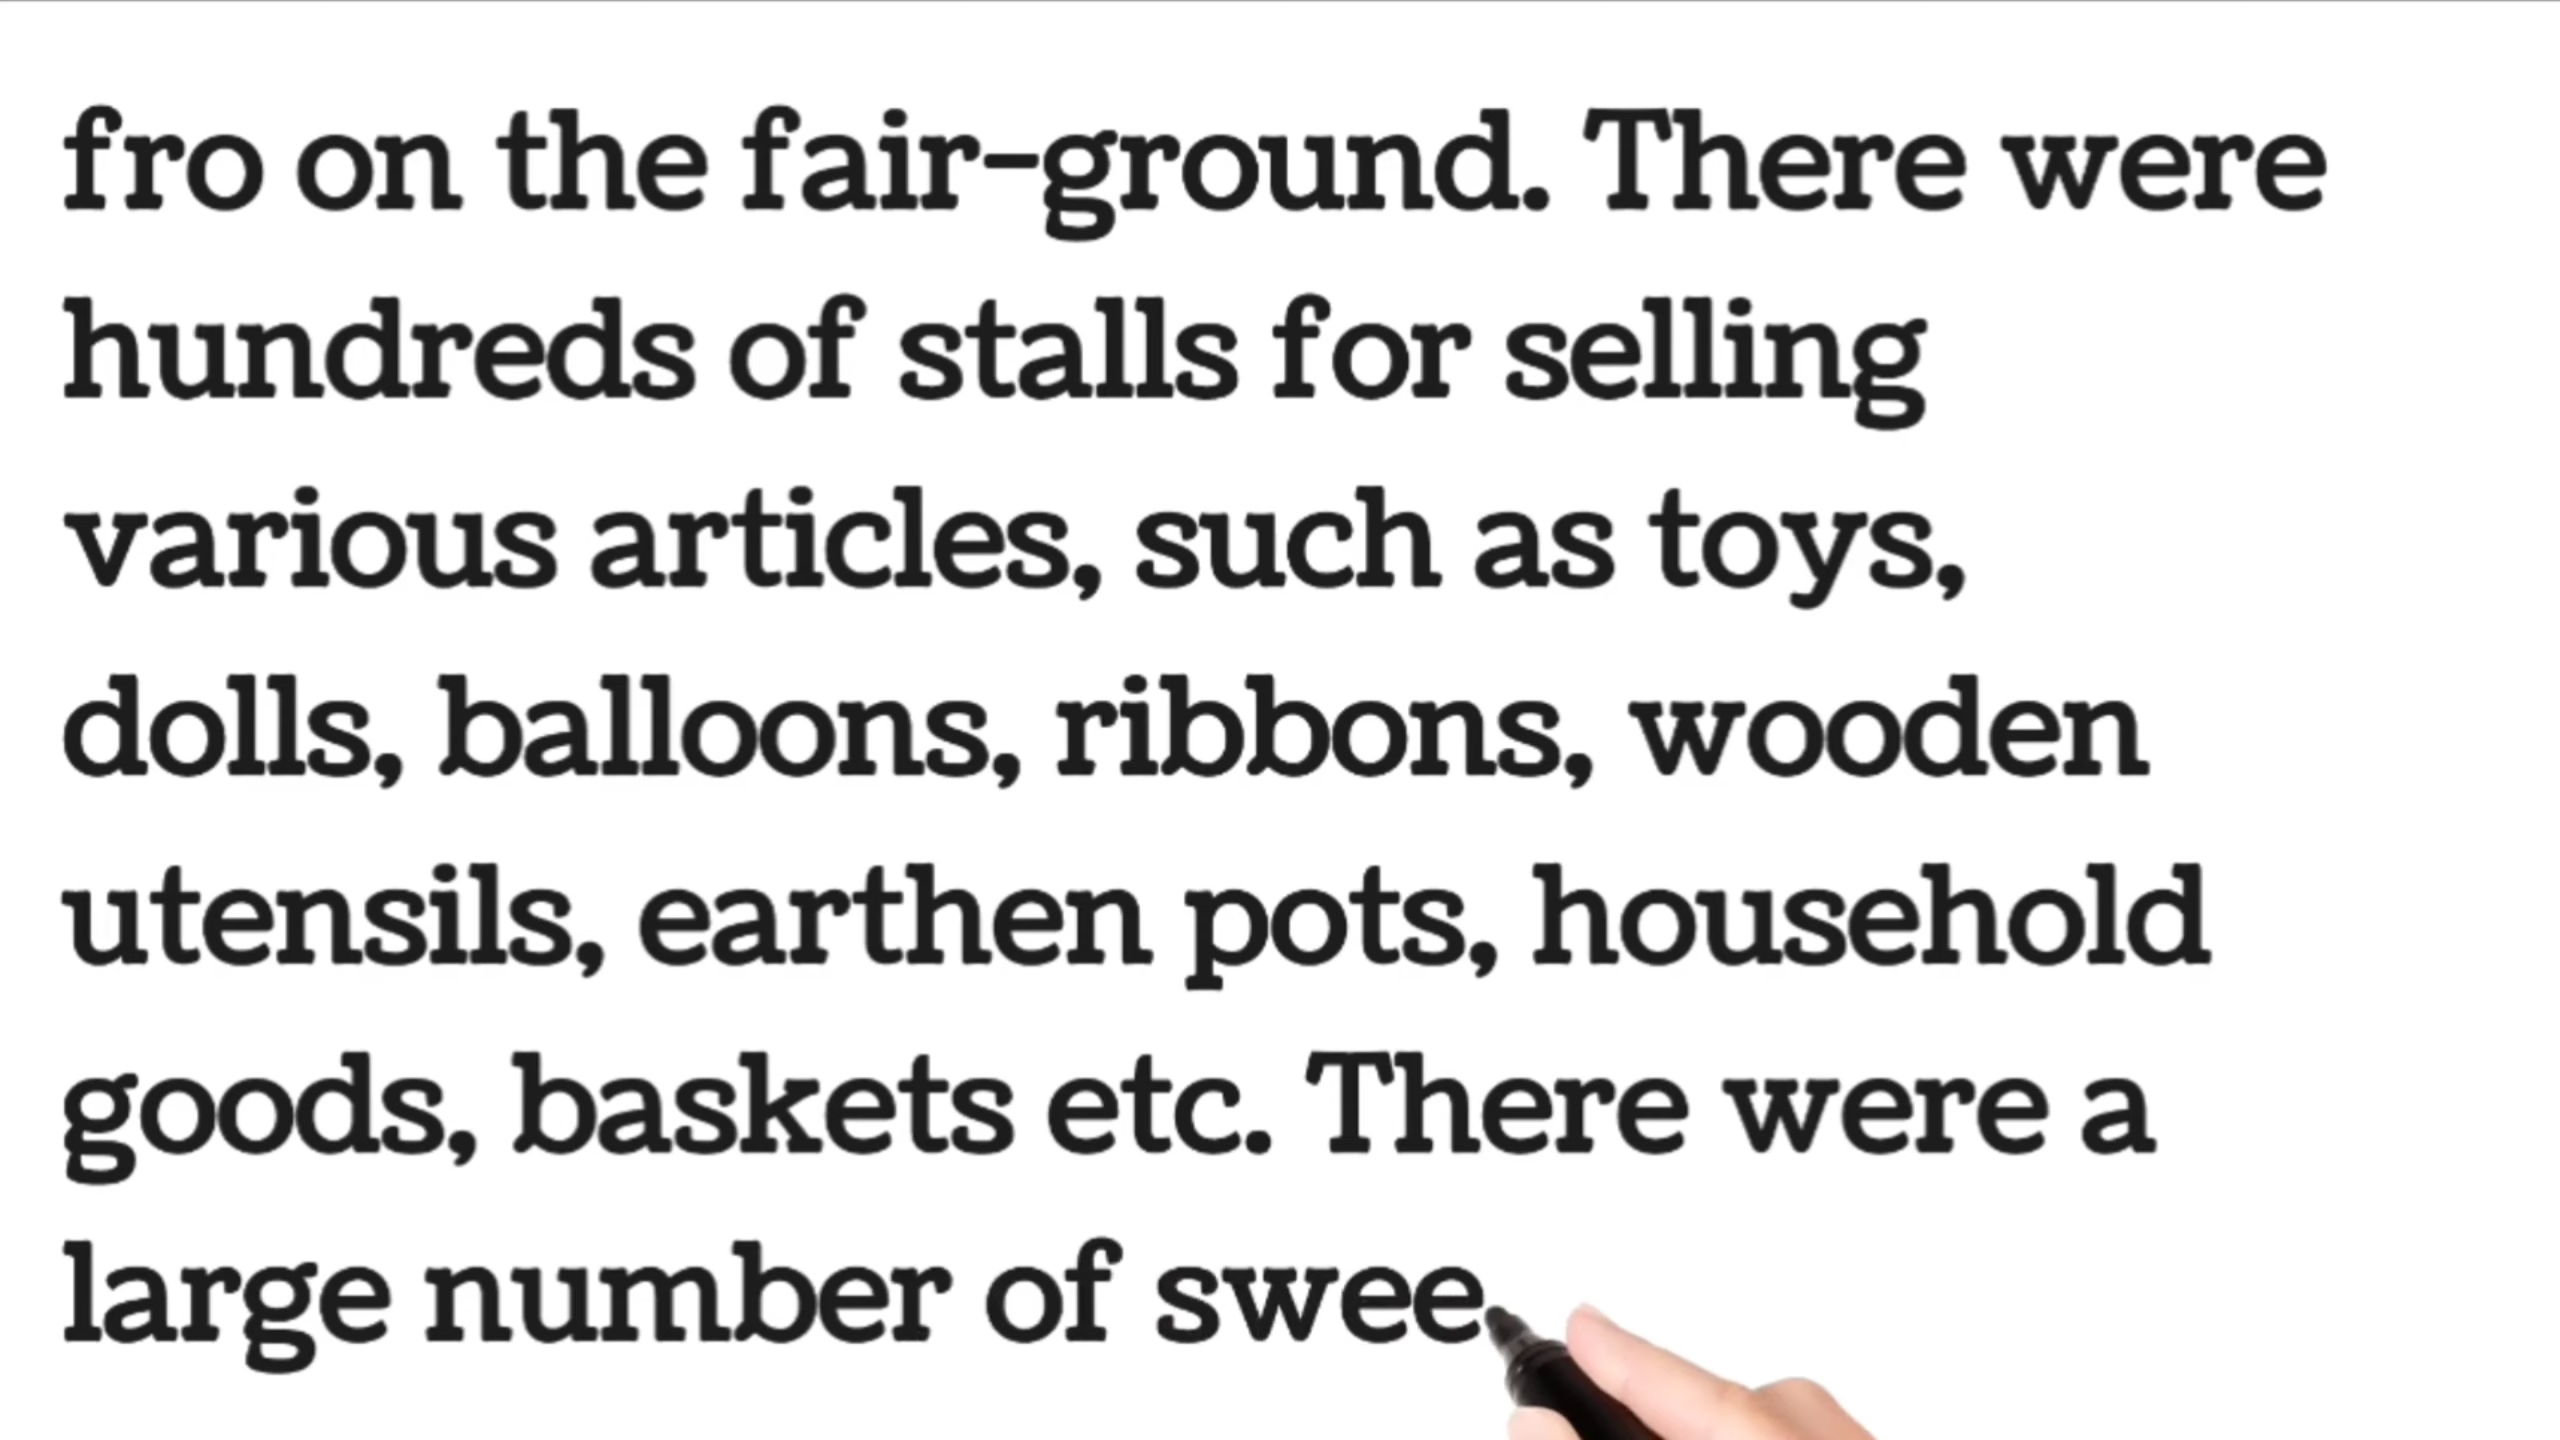 fro on the fair-ground. There were
hundreds of stalls for selling
various articles, such as toys,
dolls, balloons, ribbons, wooden
utensils, earthen pots, household
goods, baskets etc. There were a
large number of swee